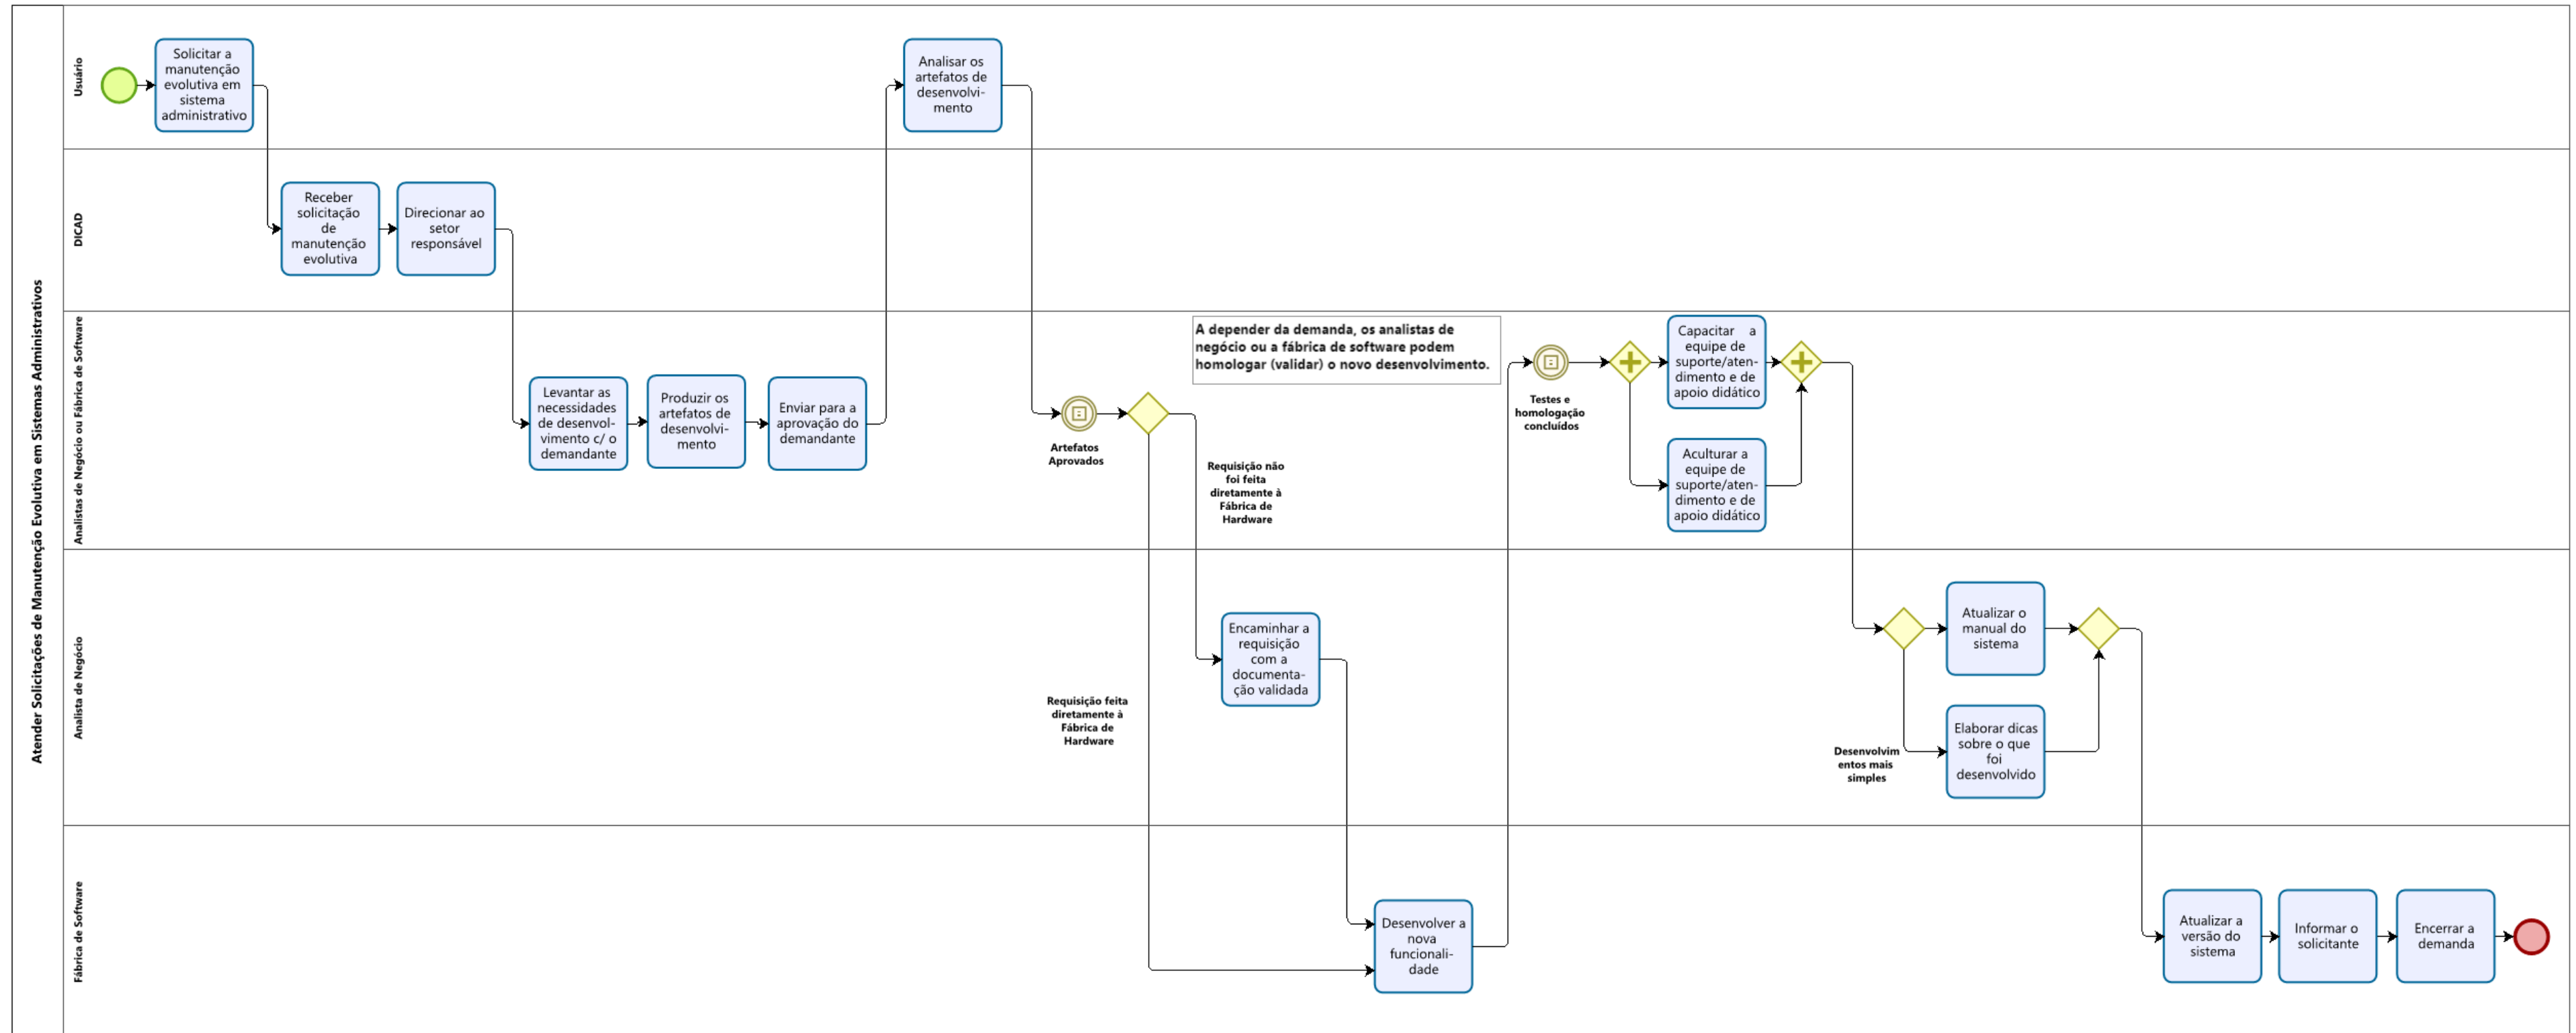 Atender Solicitações de Manutenção Evolutiva em Sistemas Administrativos
Usuário
Solicitar a
manutenção
evolutiva em
sistema
administrativo
Analisar os
artefatos de
desenvolvi-
mento
DICAD
Receber
solicitação
de
manutenção
evolutiva
Direcionar ao
setor
responsável
Analistas de Negócio ou Fábrica de Software
Levantar as
necessidades
de desenvol-
vimento c/ o
demandante
Produzir os
artefatos de
desenvolvi-
mento
Enviar para a
aprovação do
demandante
Artefatos
Aprovados
Requisição não
foi feita
diretamente à
Fábrica de
Hardware
A depender da demanda, os analistas de
negócio ou a fábrica de software podem
homologar (validar) o novo desenvolvimento.
Testes e
homologação
concluídos
Capacitar a
equipe de
suporte/aten-
dimento e de
apoio didático
Aculturar a
equipe de
suporte/aten-
dimento e de
apoio didático
Analista de Negócio
Requisição feita
diretamente à
Fábrica de
Hardware
Encaminhar a
requisição
com a
documenta-
ção validada
Desenvolvim
entos mais
simples
Atualizar o
manual do
sistema
Elaborar dicas
sobre o que
foi
desenvolvido
Fábrica de Software
Desenvolver a
nova
funcionali-
dade
Atualizar a
versão do
sistema
Informar o
solicitante
Encerrar a
demanda